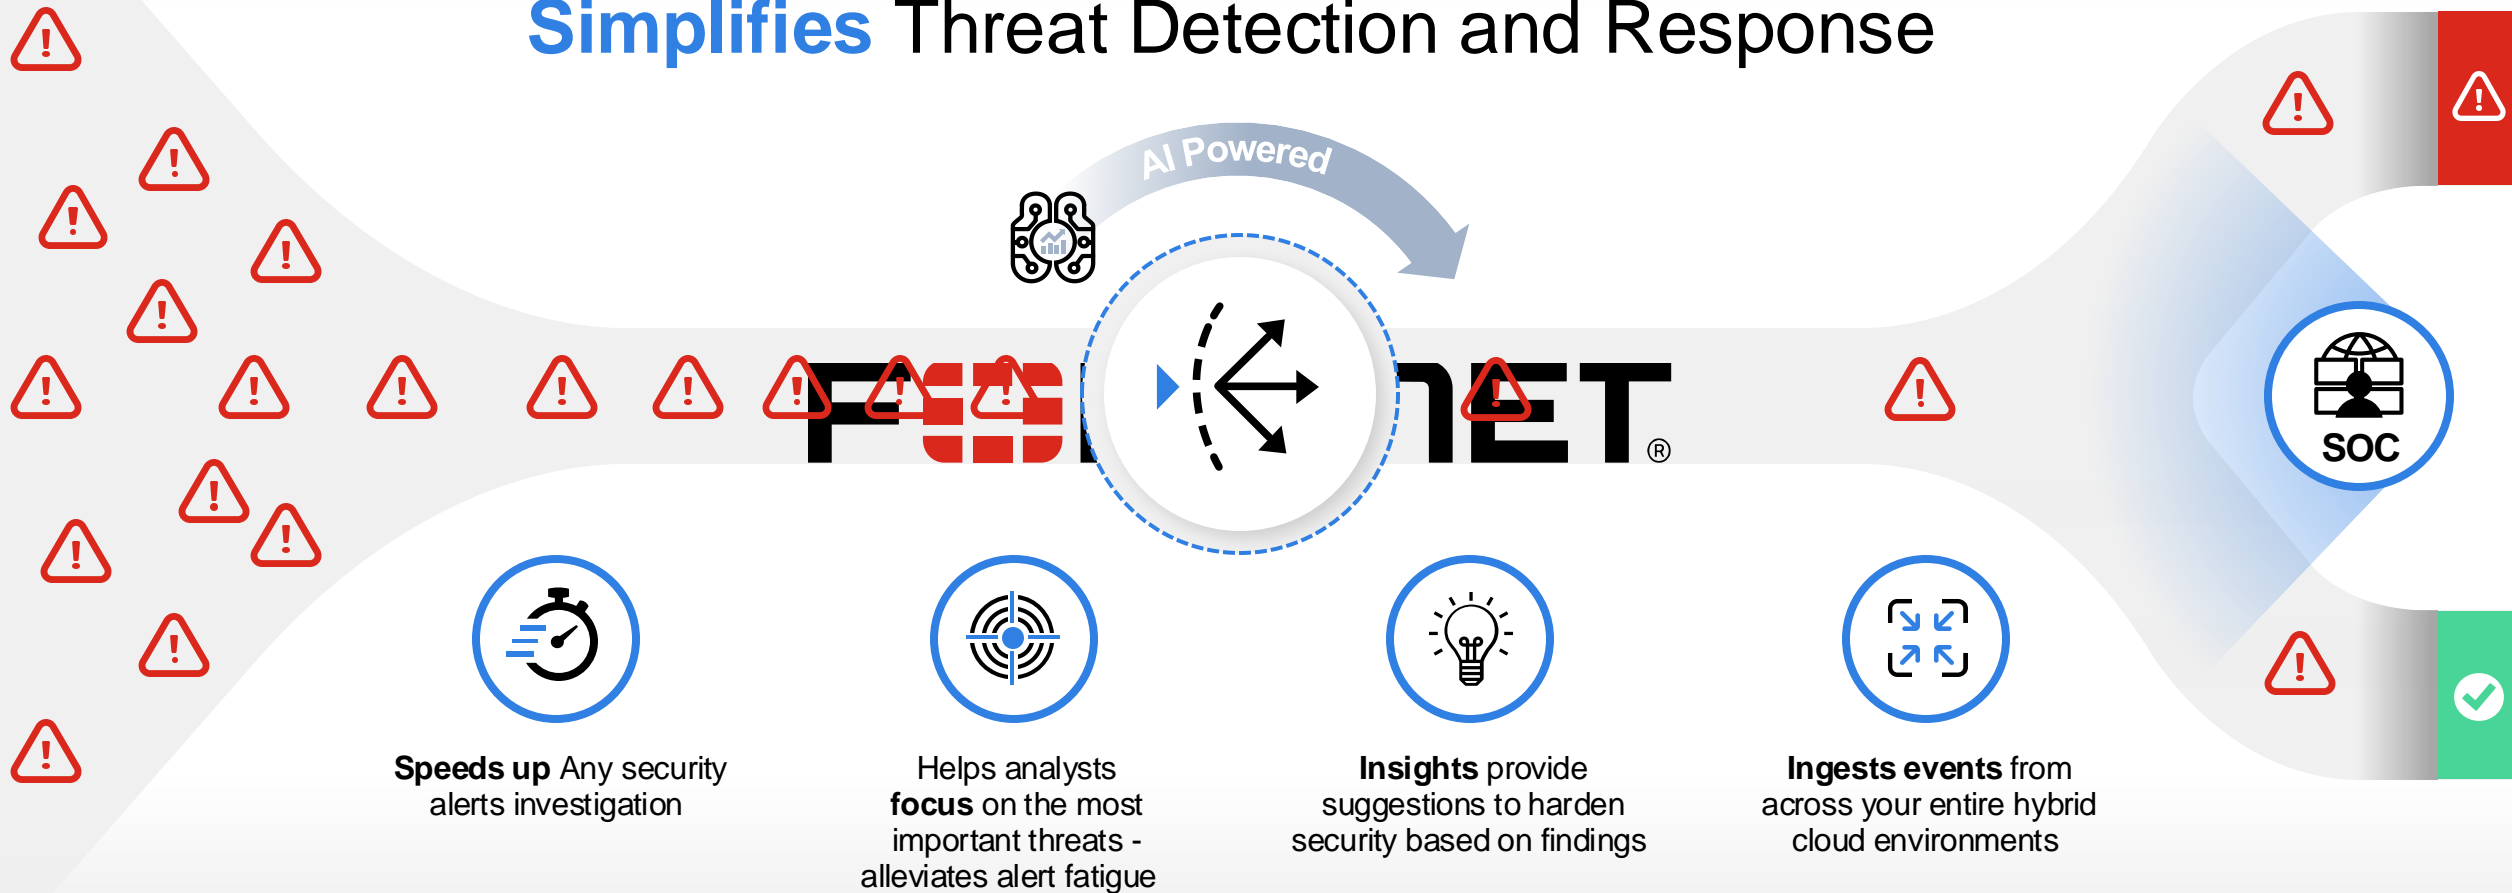 Simplifies Threat Detection and Response
AI Powered
NET®
SOC
Speeds up Any security
alerts investigation
Helps analysts
focus on the most
important threats -
alleviates alert fatigue
Insights provide
suggestions to harden
security based on findings
Ingests events from
across your entire hybrid
cloud environments